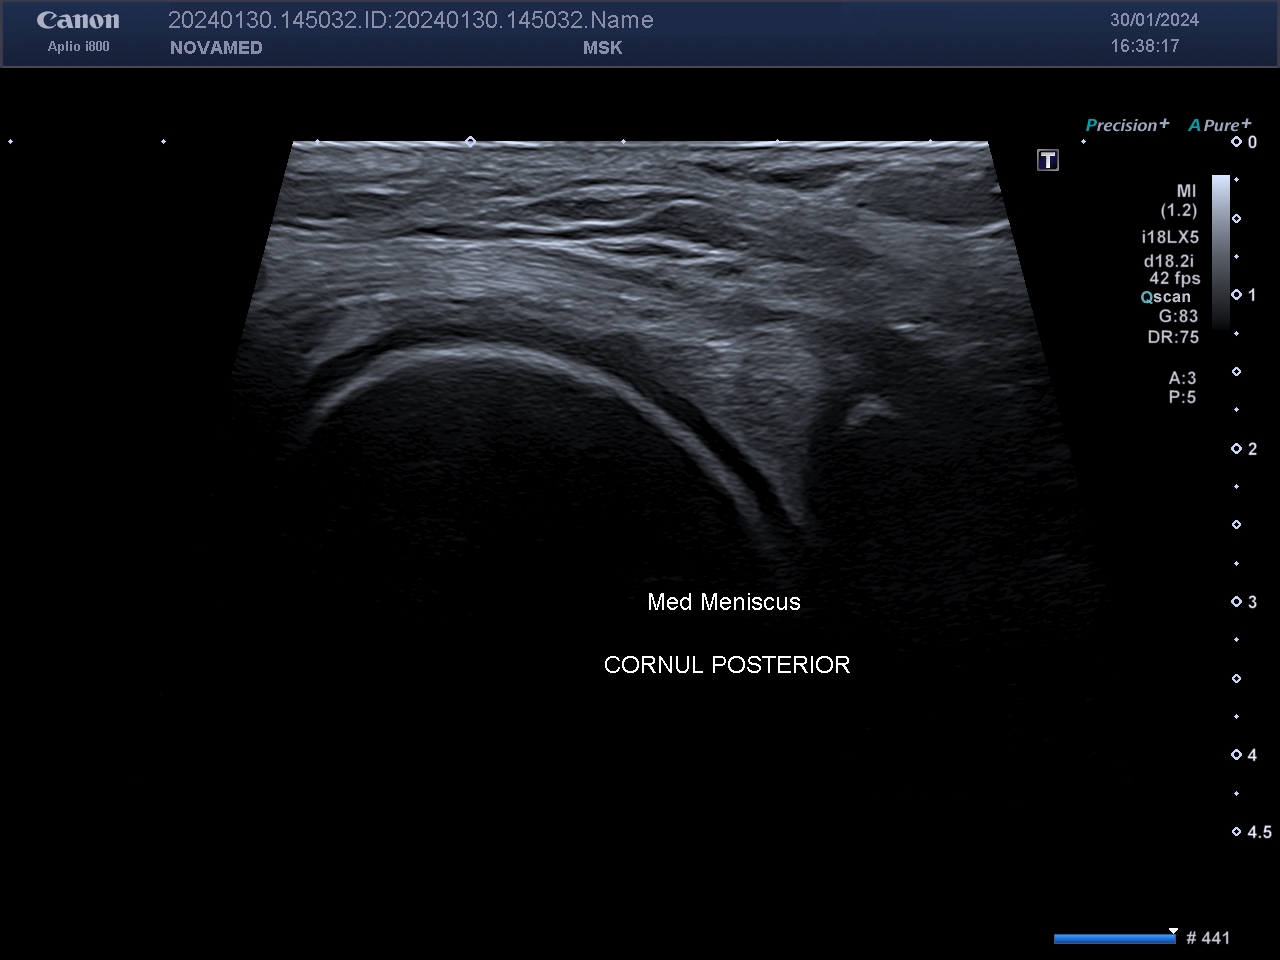 Canon 20240130.145032.ID:20240130.145032.Name 30/01/2024
Aplio i800 NOVAMED MSK 16:38:17
Precision+ APure+
T
0
MI
(1.2)
i18LX5
d18.2i
42 fps
Qscan
1
G:83
DR:75
A:3
P:5
2
Med Meniscus
3
CORNUL POSTERIOR
4
4.5
# 441